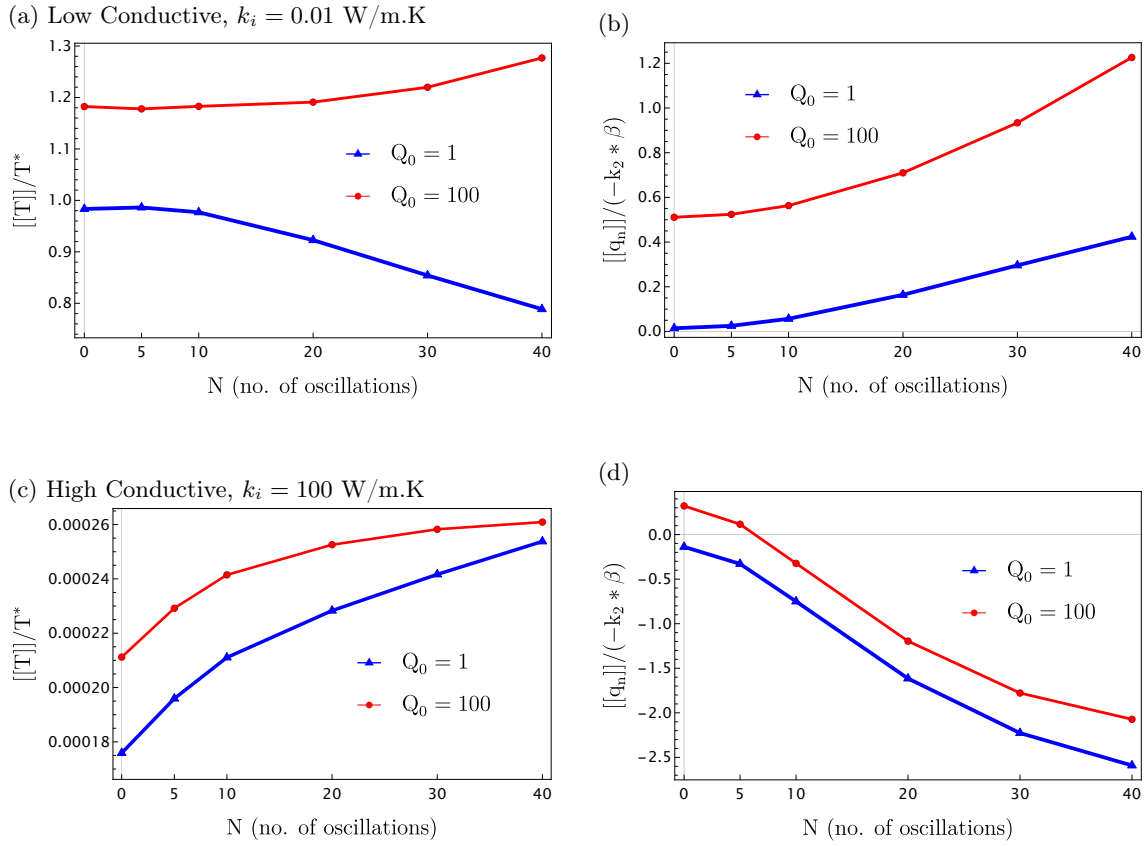 (a) Low Conductive, k_i = 0.01 W/m.K
[[T]]/T*
1.3
1.2
1.1
1.0
0.9
0.8
Q_0 = 1
Q_0 = 100
0 5 10 20 30 40
N (no. of oscillations)
(b)
[[q_n]]/(−k_2 * β)
1.2
1.0
0.8
0.6
0.4
0.2
0.0
Q_0 = 1
Q_0 = 100
0 5 10 20 30 40
N (no. of oscillations)
(c) High Conductive, k_i = 100 W/m.K
[[T]]/T*
0.00026
0.00024
0.00022
0.00020
0.00018
Q_0 = 1
Q_0 = 100
0 5 10 20 30 40
N (no. of oscillations)
(d)
[[q_n]]/(−k_2 * β)
0.0
−0.5
−1.0
−1.5
−2.0
−2.5
Q_0 = 1
Q_0 = 100
0 5 10 20 30 40
N (no. of oscillations)